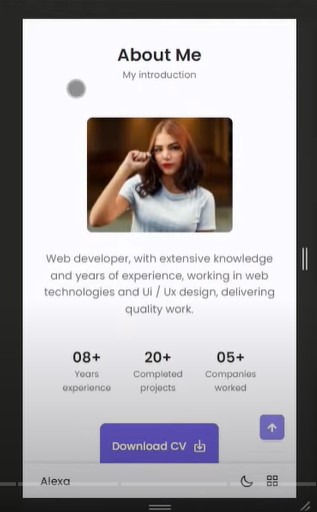 About Me
My introduction
Web developer, with extensive knowledge
and years of experience, working in web
technologies and Ui / Ux design, delivering
quality work.
08+ 20+ 05+
Years Completed Companies
experience projects worked
Download CV
Alexa